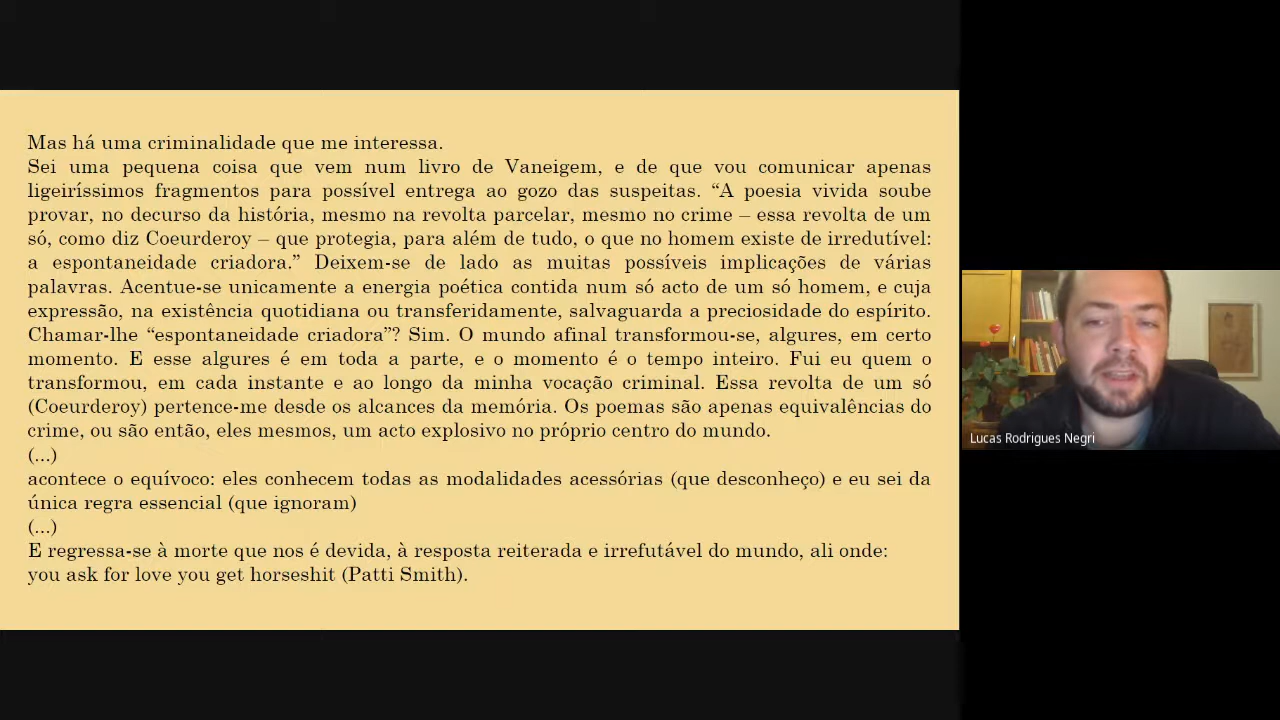 Mas há uma criminalidade que me interessa.
Sei uma pequena coisa que vem num livro de Vaneigem, e de que vou comunicar apenas
ligeiríssimos fragmentos para possível entrega ao gozo das suspeitas. “A poesia vivida soube
provar, no decurso da história, mesmo na revolta parcelar, mesmo no crime – essa revolta de um
só, como diz Coeurderoy – que protegia, para além de tudo, o que no homem existe de irredutível:
a espontaneidade criadora.” Deixem-se de lado as muitas possíveis implicações de várias
palavras. Acentue-se unicamente a energia poética contida num só acto de um só homem, e cuja
expressão, na existência quotidiana ou transferidamente, salvaguarda a preciosidade do espírito.
Chamar-lhe “espontaneidade criadora”? Sim. O mundo afinal transformou-se, algures, em certo
momento. E esse algures é em toda a parte, e o momento é o tempo inteiro. Fui eu quem o
transformou, em cada instante e ao longo da minha vocação criminal. Essa revolta de um só
(Coeurderoy) pertence-me desde os alcances da memória. Os poemas são apenas equivalências do
crime, ou são então, eles mesmos, um acto explosivo no próprio centro do mundo.
(...)
acontece o equívoco: eles conhecem todas as modalidades acessórias (que desconheço) e eu sei da
única regra essencial (que ignoram)
(...)
E regressa-se à morte que nos é devida, à resposta reiterada e irrefutável do mundo, ali onde:
you ask for love you get horseshit (Patti Smith).
Lucas Rodrigues Negri